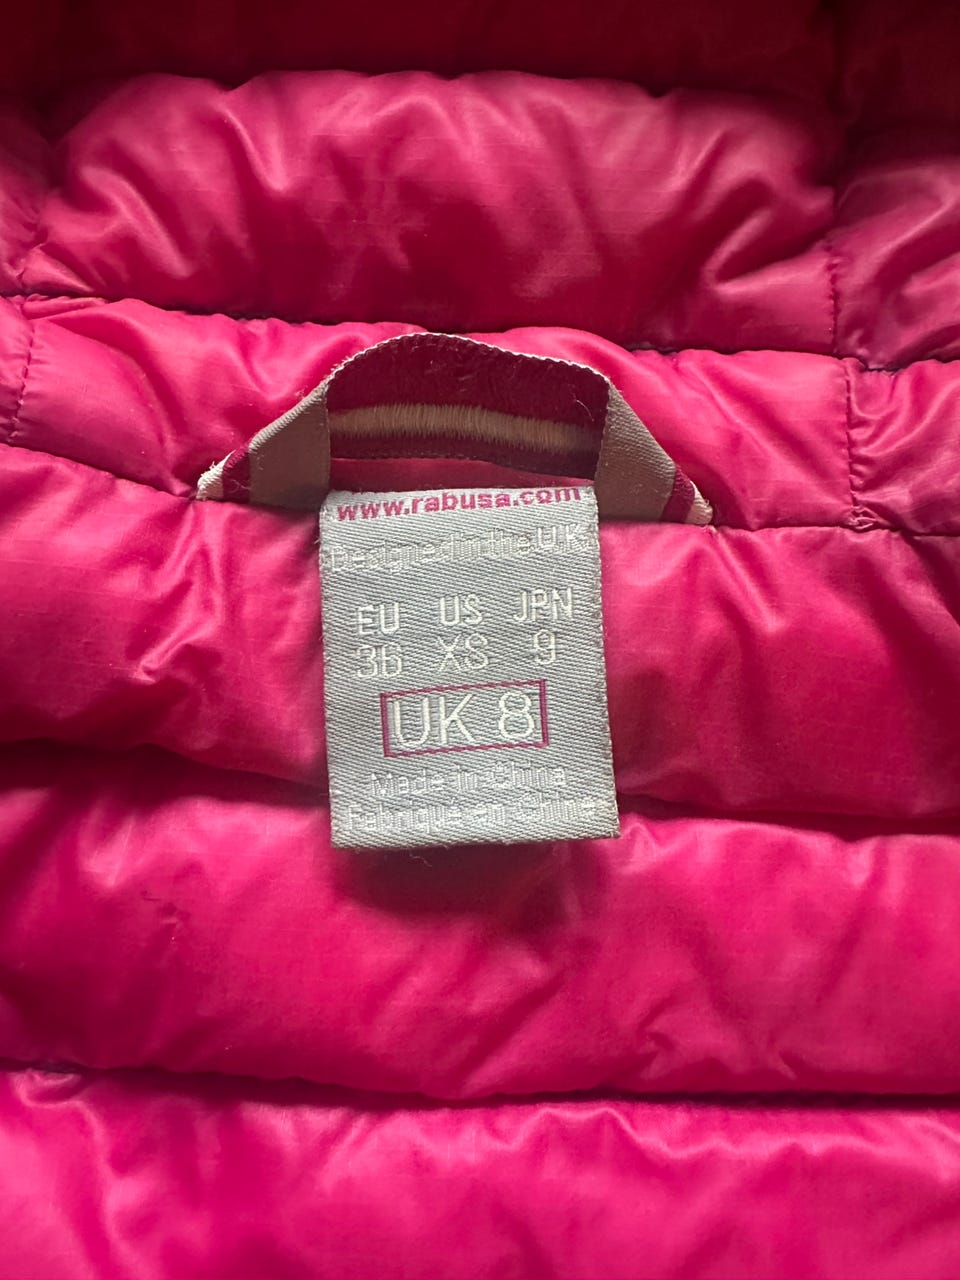 www.rabusa.com
Designed in the U.K.
EU US JPN
36 XS 9
UK 8
Made in China
Fabriqué en Chine